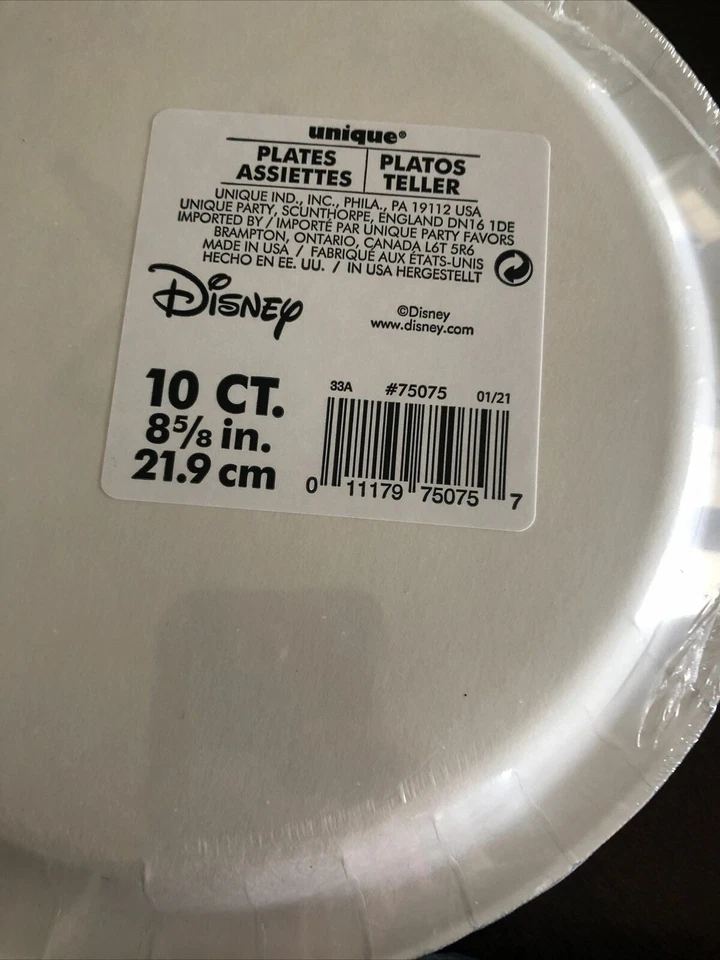 unique®
PLATES
ASSIETTES
PLATOS
TELLER
UNIQUE IND., INC., PHILA., PA 19112 USA
UNIQUE PARTY, SCUNTHORPE, ENGLAND DN16 1DE
IMPORTED BY / IMPORTÉ PAR UNIQUE PARTY FAVORS
BRAMPTON, ONTARIO, CANADA L6T 5R6
MADE IN USA / FABRIQUÉ AUX ÉTATS-UNIS
HECHO EN EE. UU. / IN USA HERGESTELLT
Disney
©Disney
www.disney.com
10 CT.
8 5/8 in.
21.9 cm
33A #75075 01/21
0 11179 75075 7